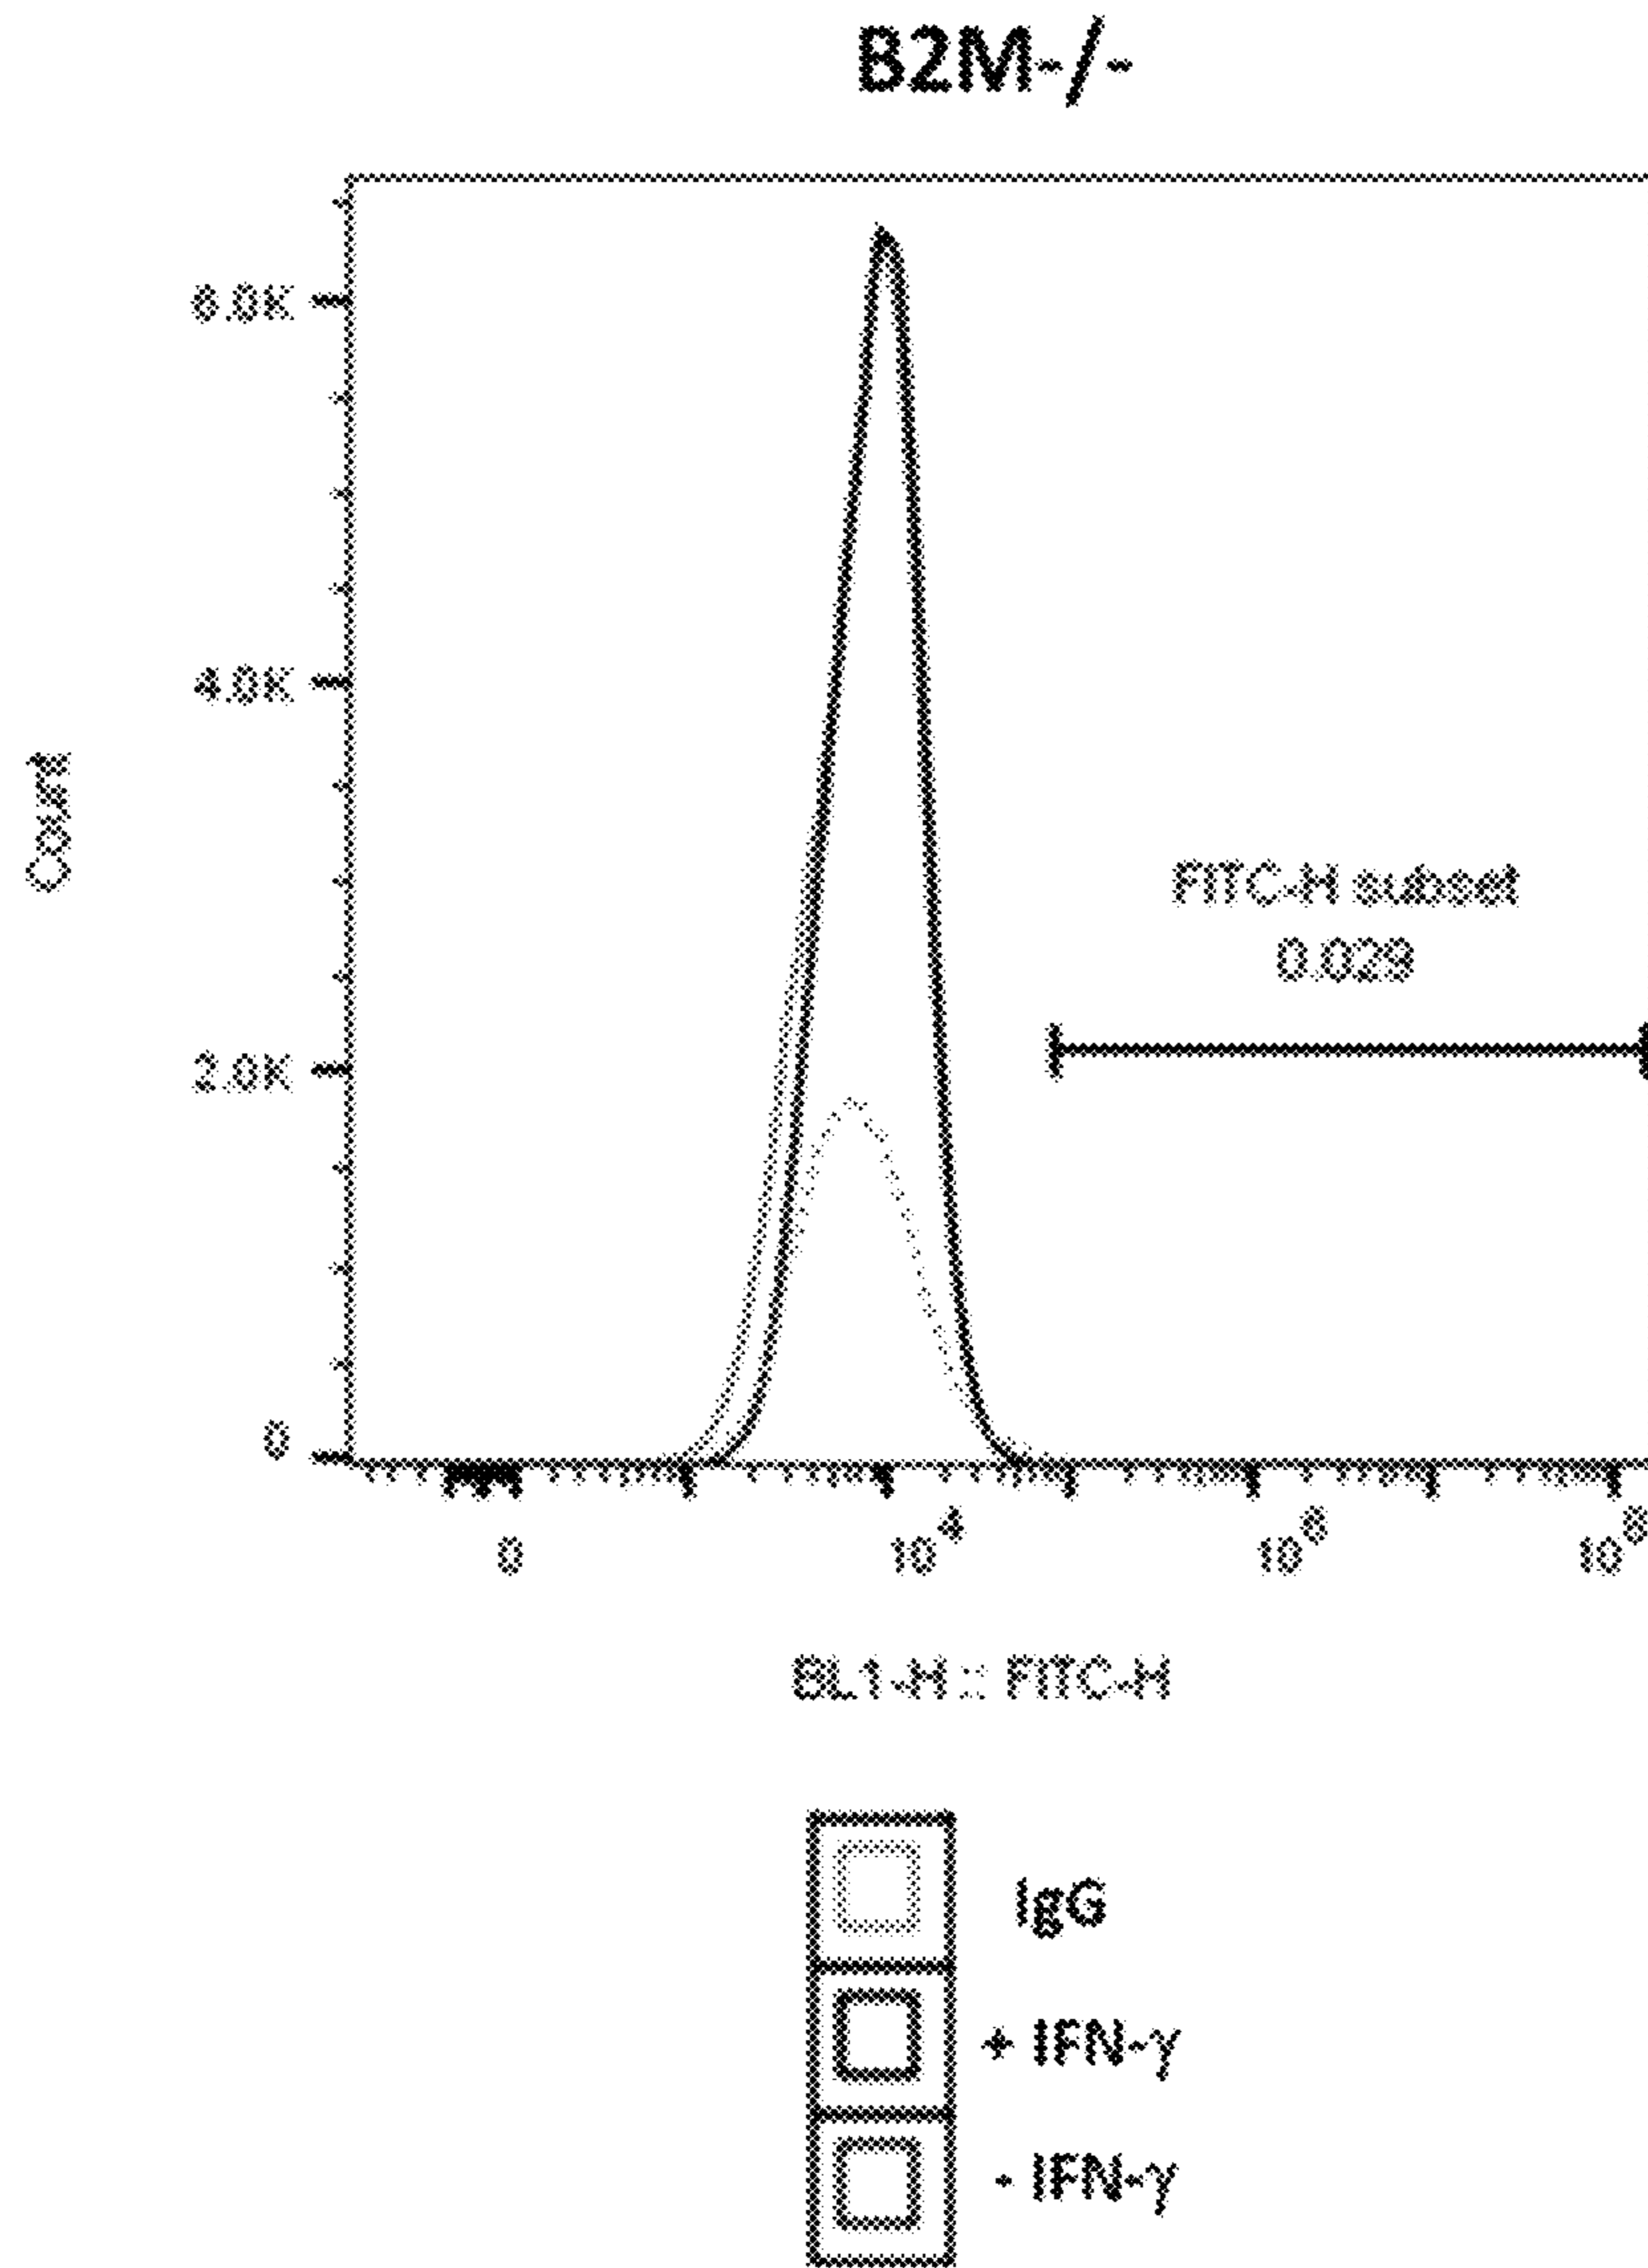 B2M-/-
6.0K
4.0K
2.0K
0
Count
FITC-H subset
0.029
0
10^4
10^6
10^8
BL1-H :: FITC-H
IgG
+ IFN-γ
- IFN-γ